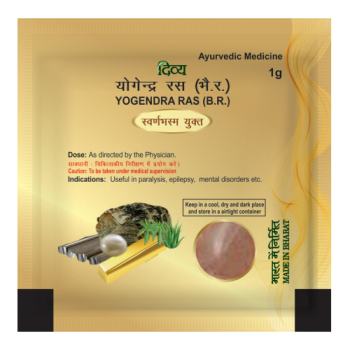 Ayurvedic Medicine
दिव्य
1g
योगेन्द्र रस (भै.र.)
YOGENDRA RAS (B.R.)
स्वर्णभस्म युक्त
Dose: As directed by the Physician.
सावधानी : चिकित्सकीय निरीक्षण में प्रयोग करें।
Caution: To be taken under medical supervision
Indications: Useful in paralysis, epilepsy, mental disorders etc.
Keep in a cool, dry and dark place
and store in a airtight container
भारत में निर्मित
MADE IN BHARAT